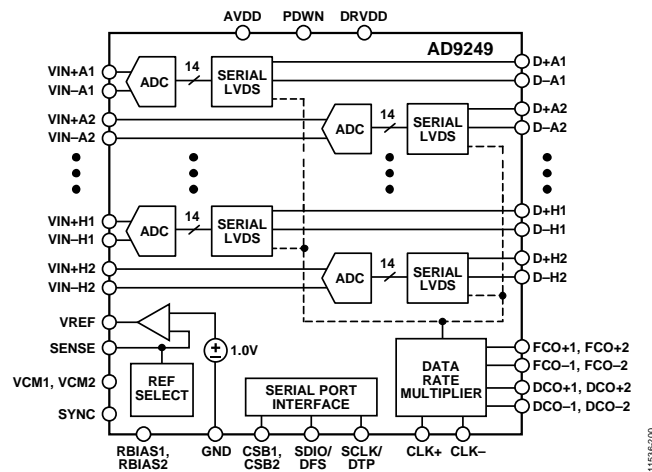 AVDD PDWN DRVDD
AD9249
VIN+A1
VIN–A1
ADC
14
SERIAL
LVDS
D+A1
D–A1
VIN+A2
VIN–A2
ADC
14
SERIAL
LVDS
D+A2
D–A2
VIN+H1
VIN–H1
ADC
14
SERIAL
LVDS
D+H1
D–H1
VIN+H2
VIN–H2
ADC
14
SERIAL
LVDS
D+H2
D–H2
VREF
SENSE
1.0V
REF
SELECT
VCM1, VCM2
SYNC
SERIAL PORT
INTERFACE
DATA
RATE
MULTIPLIER
FCO+1, FCO+2
FCO–1, FCO–2
DCO+1, DCO+2
DCO–1, DCO–2
RBIAS1,
RBIAS2
GND
CSB1,
CSB2
SDIO/
DFS
SCLK/
DTP
CLK+ CLK–
11536-200